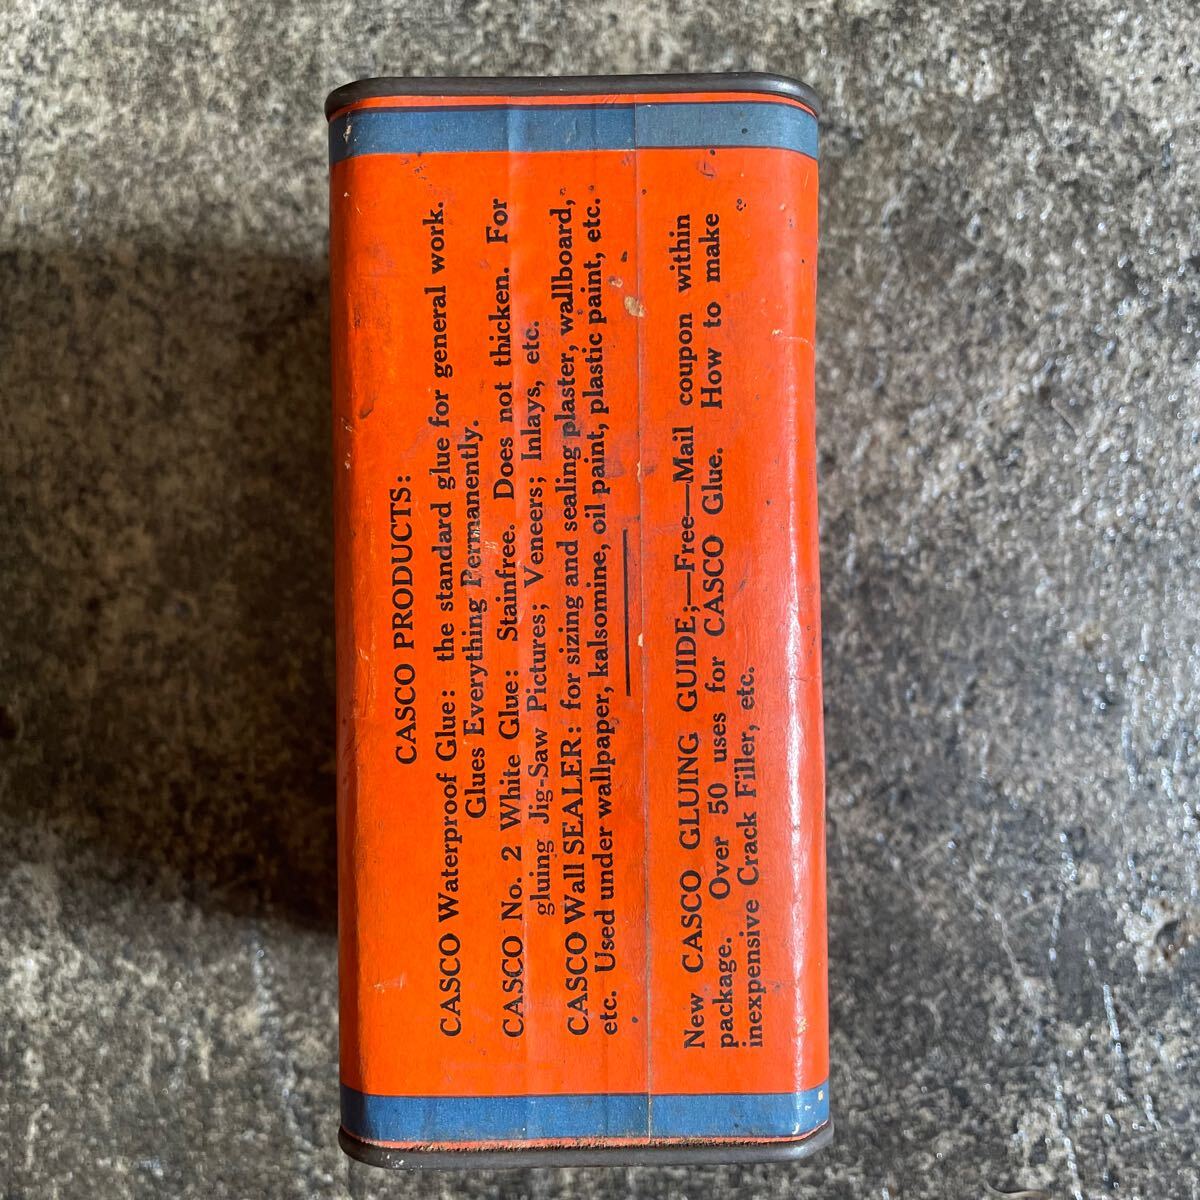 CASCO PRODUCTS:
CASCO Waterproof Glue: the standard glue for general work.
Glues Everything Permanently.
CASCO No. 2 White Glue: Stainfree. Does not thicken. For
gluing Jig-Saw Pictures; Veneers; Inlays, etc.
CASCO Wall SEALER: for sizing and sealing plaster, wallboard,
etc. Used under wallpaper, kalsomine, oil paint, plastic paint, etc.
New CASCO GLUING GUIDE;—Free—Mail coupon within
package. Over 50 uses for CASCO Glue. How to make
inexpensive Crack Filler, etc.